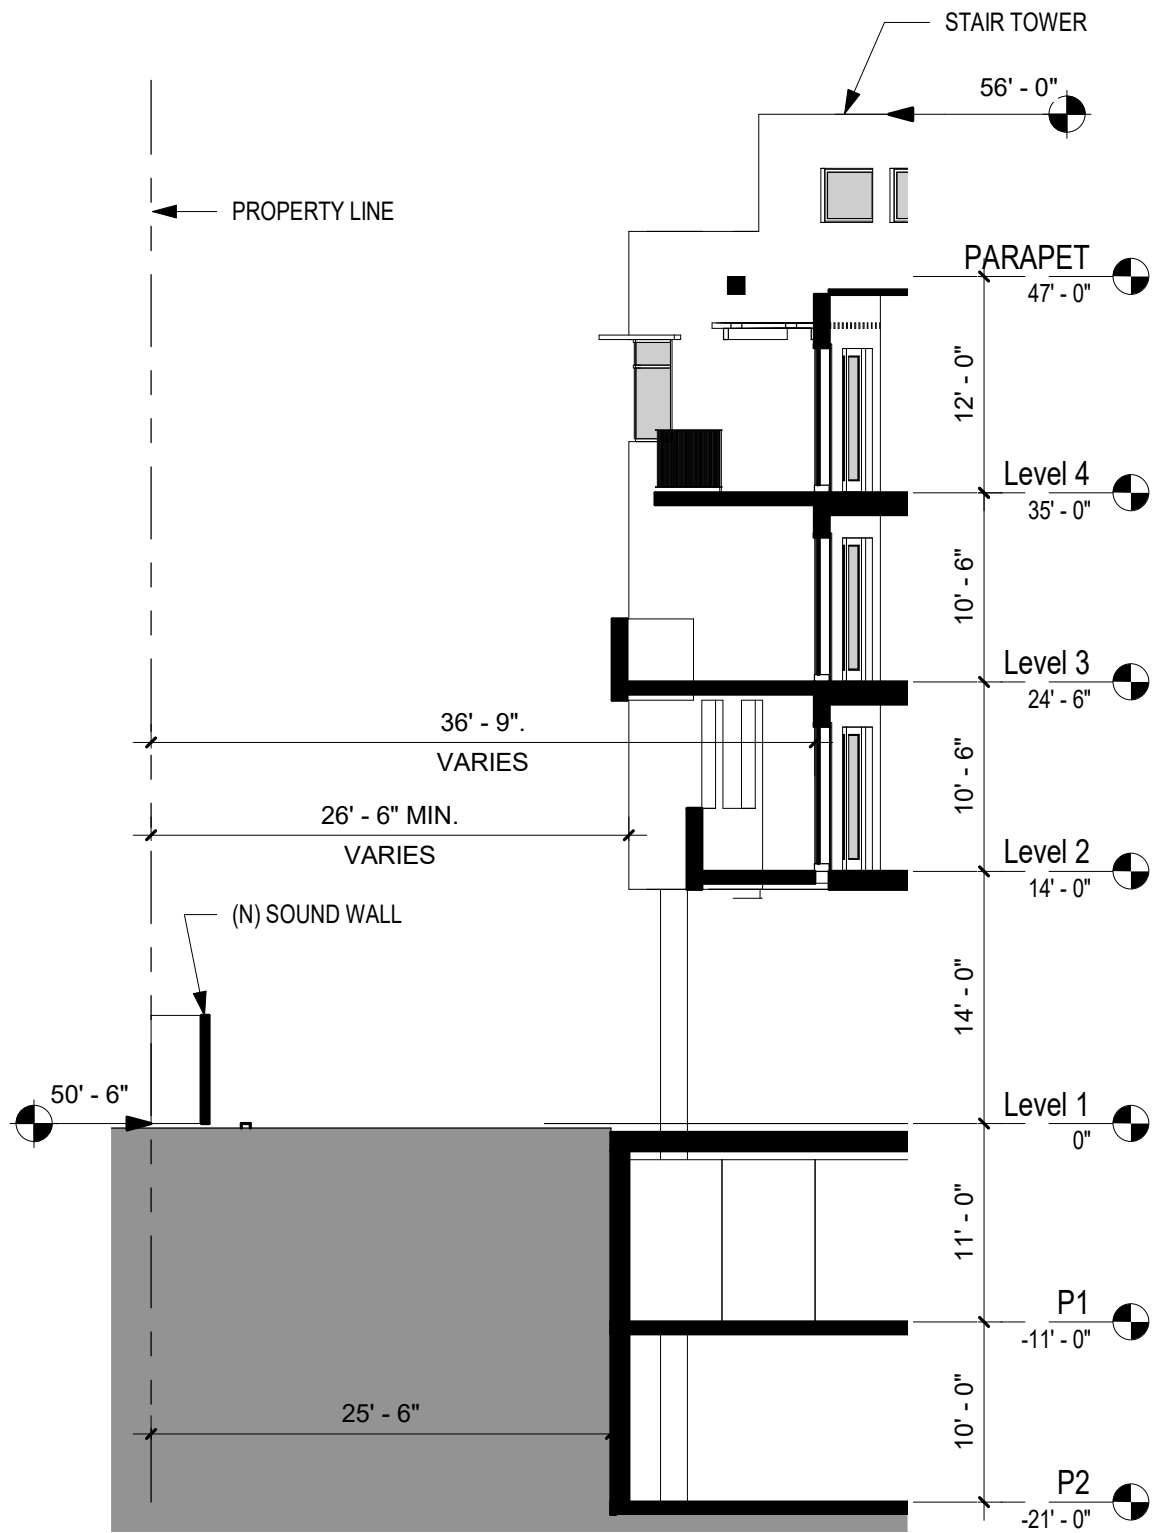 STAIR TOWER
56' - 0"
PROPERTY LINE
PARAPET
47' - 0"
12' - 0"
Level 4
35' - 0"
10' - 6"
Level 3
24' - 6"
36' - 9".
VARIES
10' - 6"
26' - 6" MIN.
VARIES
Level 2
14' - 0"
(N) SOUND WALL
14' - 0"
50' - 6"
Level 1
0"
11' - 0"
P1
-11' - 0"
25' - 6"
10' - 0"
P2
-21' - 0"